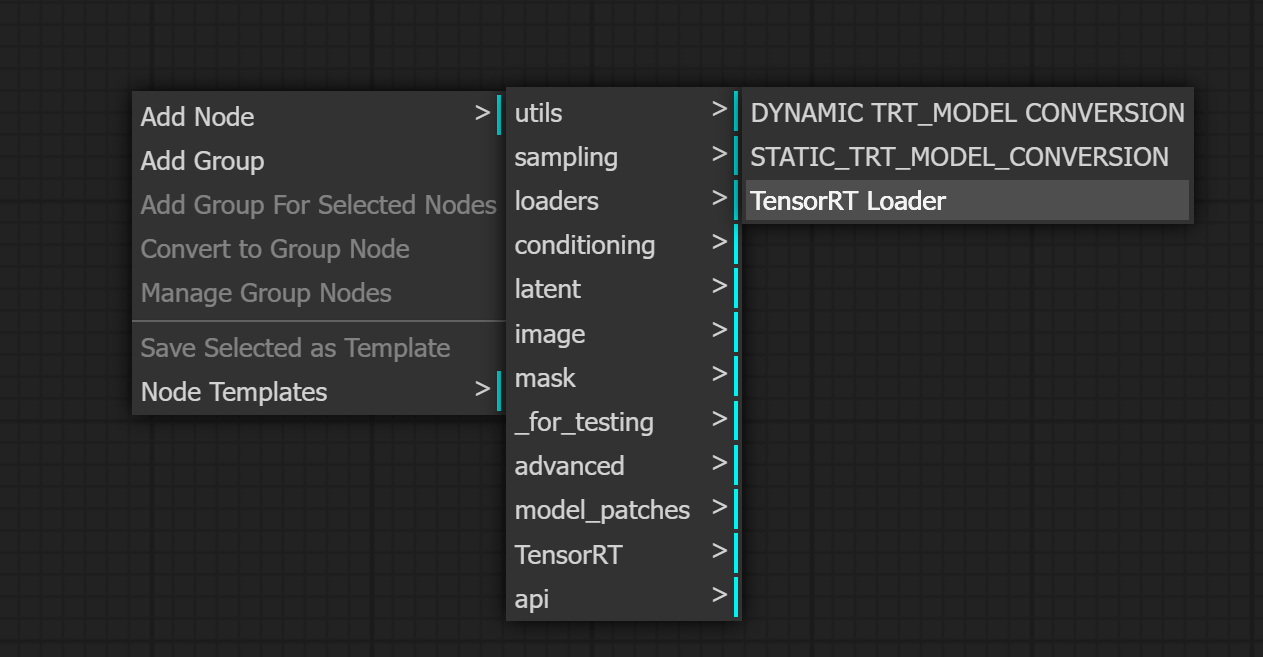 Add Node >
Add Group
Add Group For Selected Nodes
Convert to Group Node
Manage Group Nodes
Save Selected as Template
Node Templates >
utils >
sampling >
loaders >
conditioning >
latent >
image >
mask >
_for_testing >
advanced >
model_patches >
TensorRT >
api >
DYNAMIC TRT_MODEL CONVERSION
STATIC_TRT_MODEL_CONVERSION
TensorRT Loader